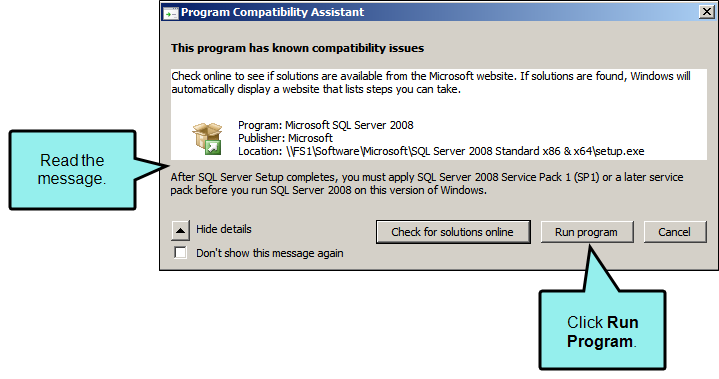 Program Compatibility Assistant
This program has known compatibility issues
Check online to see if solutions are available from the Microsoft website. If solutions are found, Windows will
automatically display a website that lists steps you can take.
Program: Microsoft SQL Server 2008
Publisher: Microsoft
Location: \\FS1\Software\Microsoft\SQL Server 2008 Standard x86 & x64\setup.exe
Read the
message.
After SQL Server Setup completes, you must apply SQL Server 2008 Service Pack 1 (SP1) or a later service
pack before you run SQL Server 2008 on this version of Windows.
Hide details
Check for solutions online
Run program
Cancel
Don't show this message again
Click Run
Program.